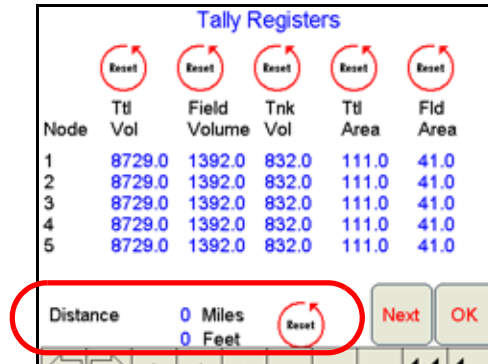 Tally Registers
Reset Reset Reset Reset Reset
Ttl Field Tnk Ttl Fld
Node Vol Volume Vol Area Area
1 8729.0 1392.0 832.0 111.0 41.0
2 8729.0 1392.0 832.0 111.0 41.0
3 8729.0 1392.0 832.0 111.0 41.0
4 8729.0 1392.0 832.0 111.0 41.0
5 8729.0 1392.0 832.0 111.0 41.0
Distance 0 Miles Reset Next OK
0 Feet